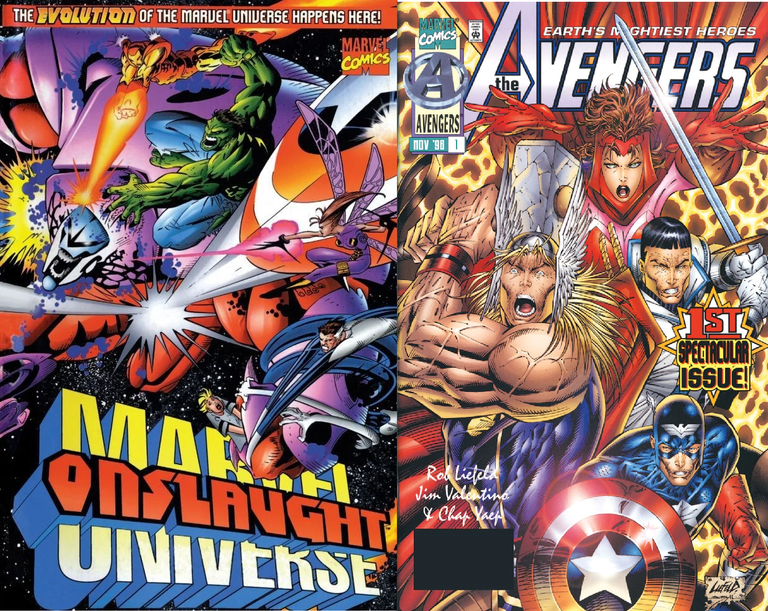 THE EVOLUTION OF THE MARVEL UNIVERSE HAPPENS HERE!
MARVEL
COMICS
M
MARVEL
ONSLAUGHT
UNIVERSE
MARVEL
COMICS
M
A
AVENGERS
NOV '96 1
EARTH'S MIGHTIEST HEROES
the AVENGERS
1ST
SPECTACULAR
ISSUE!
Rob Liefeld
Jim Valentino
& Chap Yaep